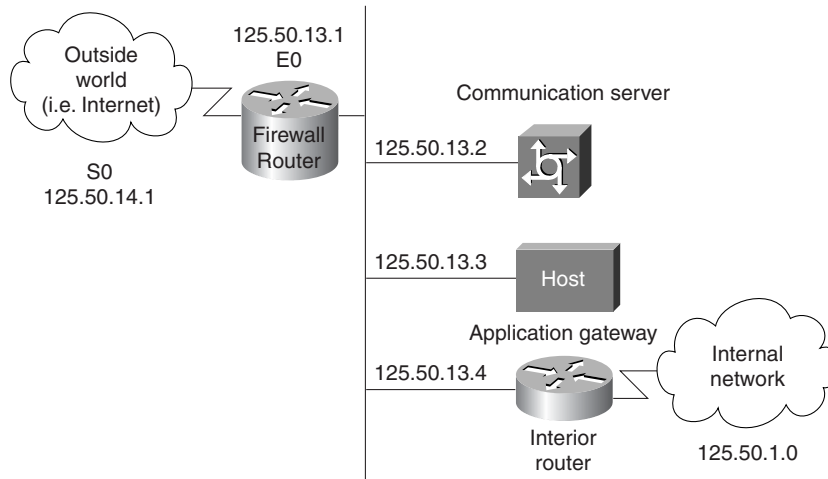 125.50.13.1
E0
Outside
world
(i.e. Internet)
Firewall
Router
S0
125.50.14.1
Communication server
125.50.13.2
125.50.13.3
Host
Application gateway
125.50.13.4
Interior
router
Internal
network
125.50.1.0